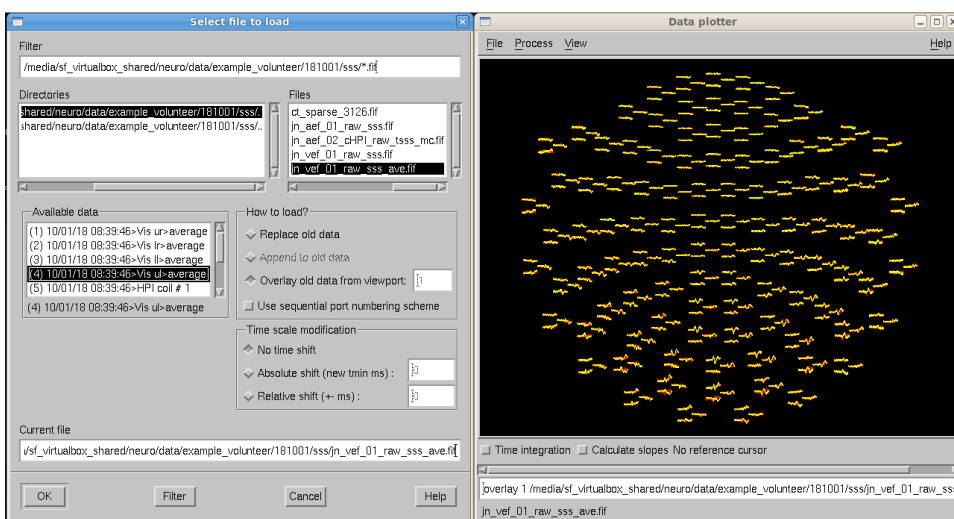 Select file to load
Filter
/media/sf_virtualbox_shared/neuro/data/example_volunteer/181001/sss/*.fif
Directories
shared/neuro/data/example_volunteer/181001/sss/.
shared/neuro/data/example_volunteer/181001/sss/..
Files
ct_sparse_3126.fif
jn_aef_01_raw_sss.fif
jn_aef_02_cHPI_raw_tsss_mc.fif
jn_vef_01_raw_sss.fif
jn_vef_01_raw_sss_ave.fif
Available data
(1) 10/01/18 08:39:46>Vis ur>average
(2) 10/01/18 08:39:46>Vis lr>average
(3) 10/01/18 08:39:46>Vis ll>average
(4) 10/01/18 08:39:46>Vis ul>average
(5) 10/01/18 08:39:46>HPI coil # 1
(4) 10/01/18 08:39:46>Vis ul>average
How to load?
Replace old data
Append to old data
Overlay old data from viewport:
Use sequential port numbering scheme
Time scale modification
No time shift
Absolute shift (new tmin ms) :
Relative shift (+- ms) :
Current file
/sf_virtualbox_shared/neuro/data/example_volunteer/181001/sss/jn_vef_01_raw_sss_ave.fif
OK
Filter
Cancel
Help
Data plotter
File Process View Help
Time integration Calculate slopes No reference cursor
overlay 1 /media/sf_virtualbox_shared/neuro/data/example_volunteer/181001/sss/jn_vef_01_raw_sss
jn_vef_01_raw_sss_ave.fif